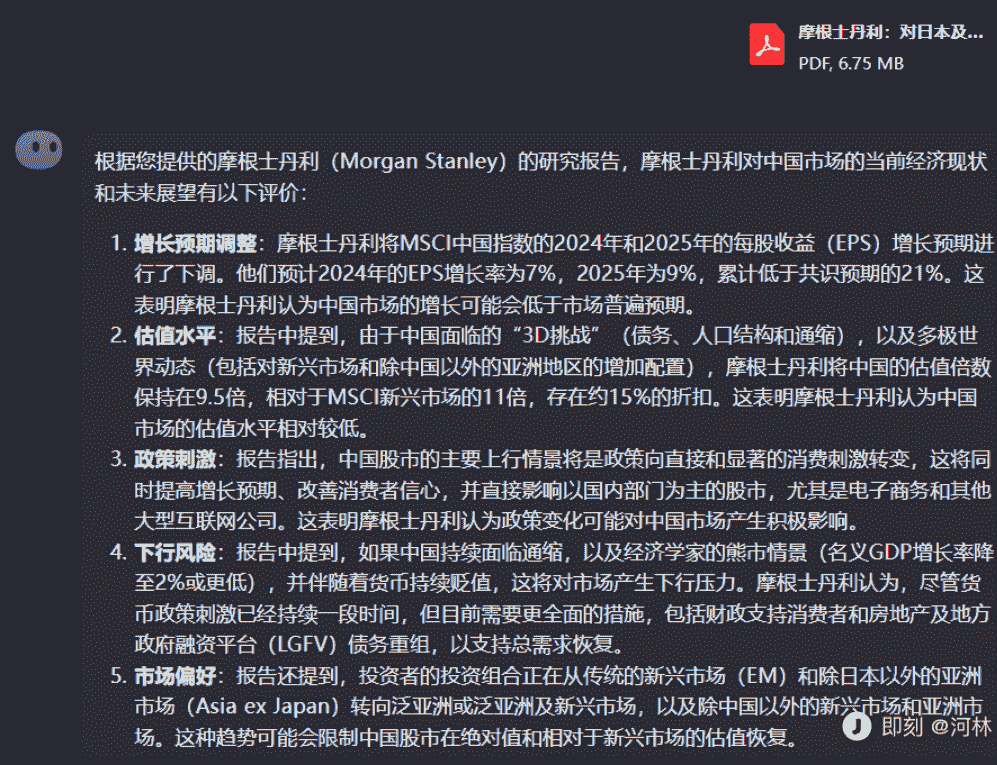 摩根士丹利：对日本及...
PDF, 6.75 MB
根据您提供的摩根士丹利（Morgan Stanley）的研究报告，摩根士丹利对中国市场的当前经济现状
和未来展望有以下评价：
1. 增长预期调整：摩根士丹利将MSCI中国指数的2024年和2025年的每股收益（EPS）增长预期进
行了下调。他们预计2024年的EPS增长率为7%，2025年为9%，累计低于共识预期的21%。这
表明摩根士丹利认为中国市场的增长可能会低于市场普遍预期。
2. 估值水平：报告中提到，由于中国面临的“3D挑战”（债务、人口结构和通缩），以及多极世
界动态（包括对新兴市场和除中国以外的亚洲地区的增加配置），摩根士丹利将中国的估值倍数
保持在9.5倍，相对于MSCI新兴市场的11倍，存在约15%的折扣。这表明摩根士丹利认为中国
市场的估值水平相对较低。
3. 政策刺激：报告指出，中国股市的主要上行情景将是政策向直接和显著的消费刺激转变，这将同
时提高增长预期、改善消费者信心，并直接影响以国内部门为主的股市，尤其是电子商务和其他
大型互联网公司。这表明摩根士丹利认为政策变化可能对中国市场产生积极影响。
4. 下行风险：报告中提到，如果中国持续面临通缩，以及经济学家的熊市情景（名义GDP增长率降
至2%或更低），并伴随着货币持续贬值，这将对市场产生下行压力。摩根士丹利认为，尽管货
币政策刺激已经持续一段时间，但目前需要更全面的措施，包括财政支持消费者和房地产及地方
政府融资平台（LGFV）债务重组，以支持总需求恢复。
5. 市场偏好：报告还提到，投资者的投资组合正在从传统的新兴市场（EM）和除日本以外的亚洲
市场（Asia ex Japan）转向泛亚洲或泛亚洲及新兴市场，以及除中国以外的新兴市场和亚洲市
场。这种趋势可能会限制中国股市在绝对值和相对于新兴市场的估值恢复。
即刻 @河林